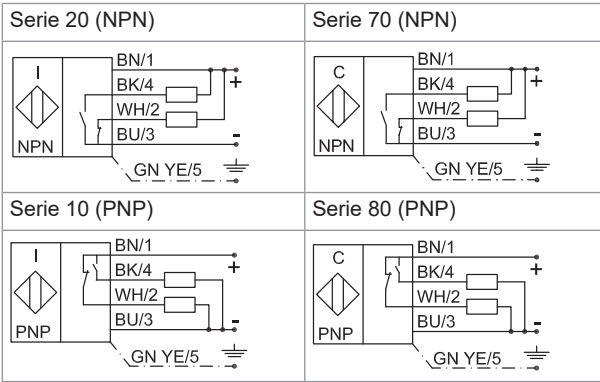 Serie 20 (NPN)
I
NPN
BN/1
BK/4
WH/2
BU/3
+
-
GN YE/5
Serie 70 (NPN)
C
NPN
BN/1
BK/4
WH/2
BU/3
+
-
GN YE/5
Serie 10 (PNP)
I
PNP
BN/1
BK/4
WH/2
BU/3
+
-
GN YE/5
Serie 80 (PNP)
C
PNP
BN/1
BK/4
WH/2
BU/3
+
-
GN YE/5